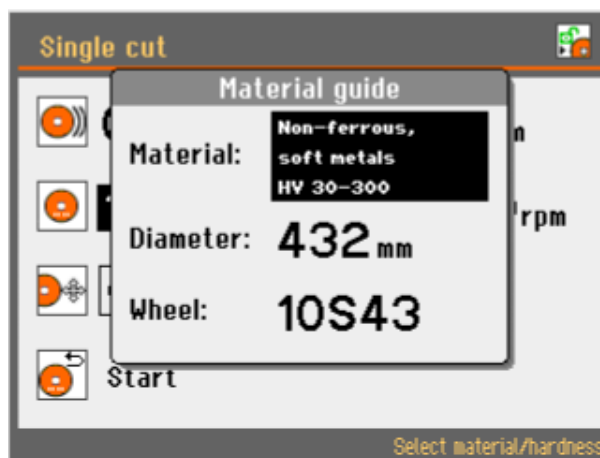 Single cut
Material guide
Material:
Non-ferrous,
soft metals
HV 30-300
Diameter: 432 mm
rpm
Wheel: 10S43
Start
Select material/hardness